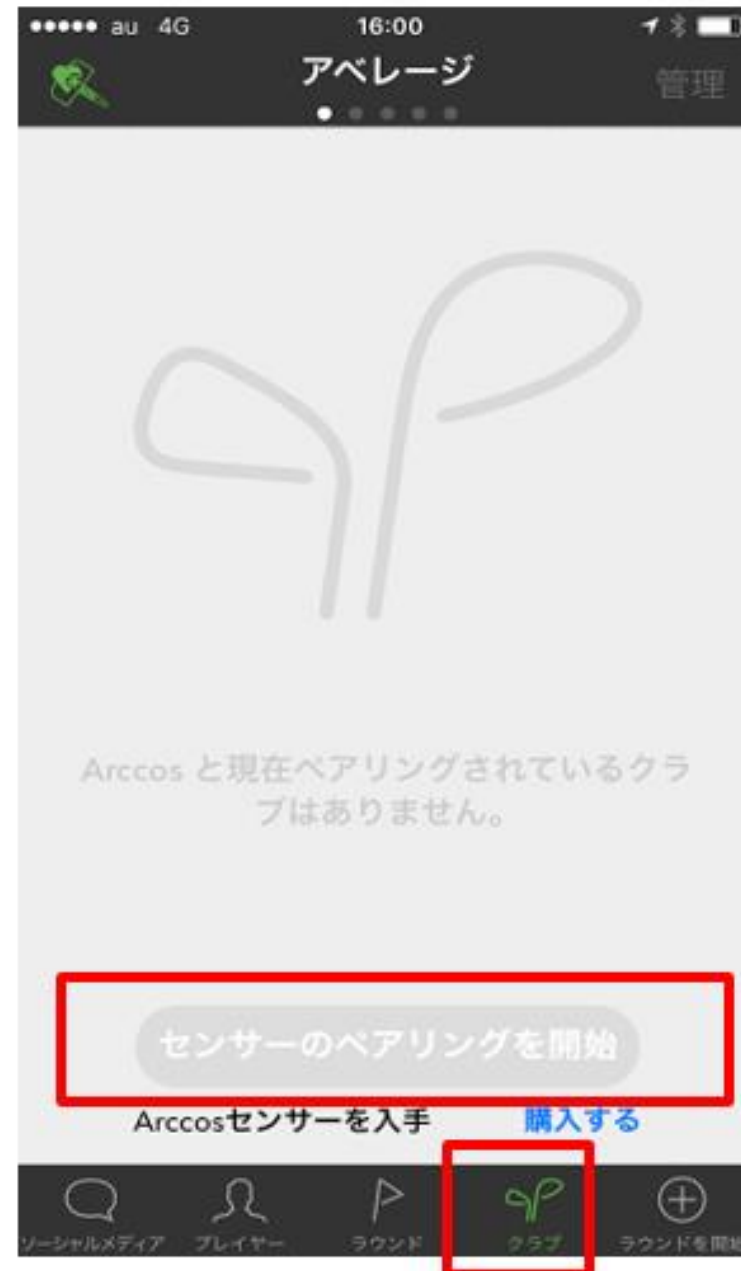 au 4G 16:00
アベレージ
管理
Arccos と現在ペアリングされているクラ
ブはありません。
センサーのペアリングを開始
Arccosセンサーを入手 購入する
ソーシャルメディア プレイヤー ラウンド クラブ ラウンドを開始